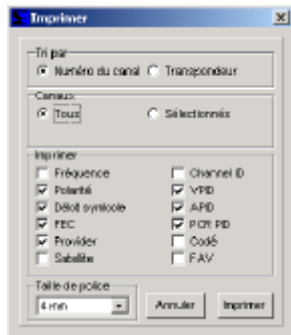 Imprimer
Tri par
Numéro du canal Transpondeur
Canaux
Tous Sélectionnés
Imprimer
Fréquence Channel ID
Polarité VPID
Débit symbole APID
FEC PCR PID
Provider Codé
Satellite FAV
Taille de police
4 mm Annuler Imprimer